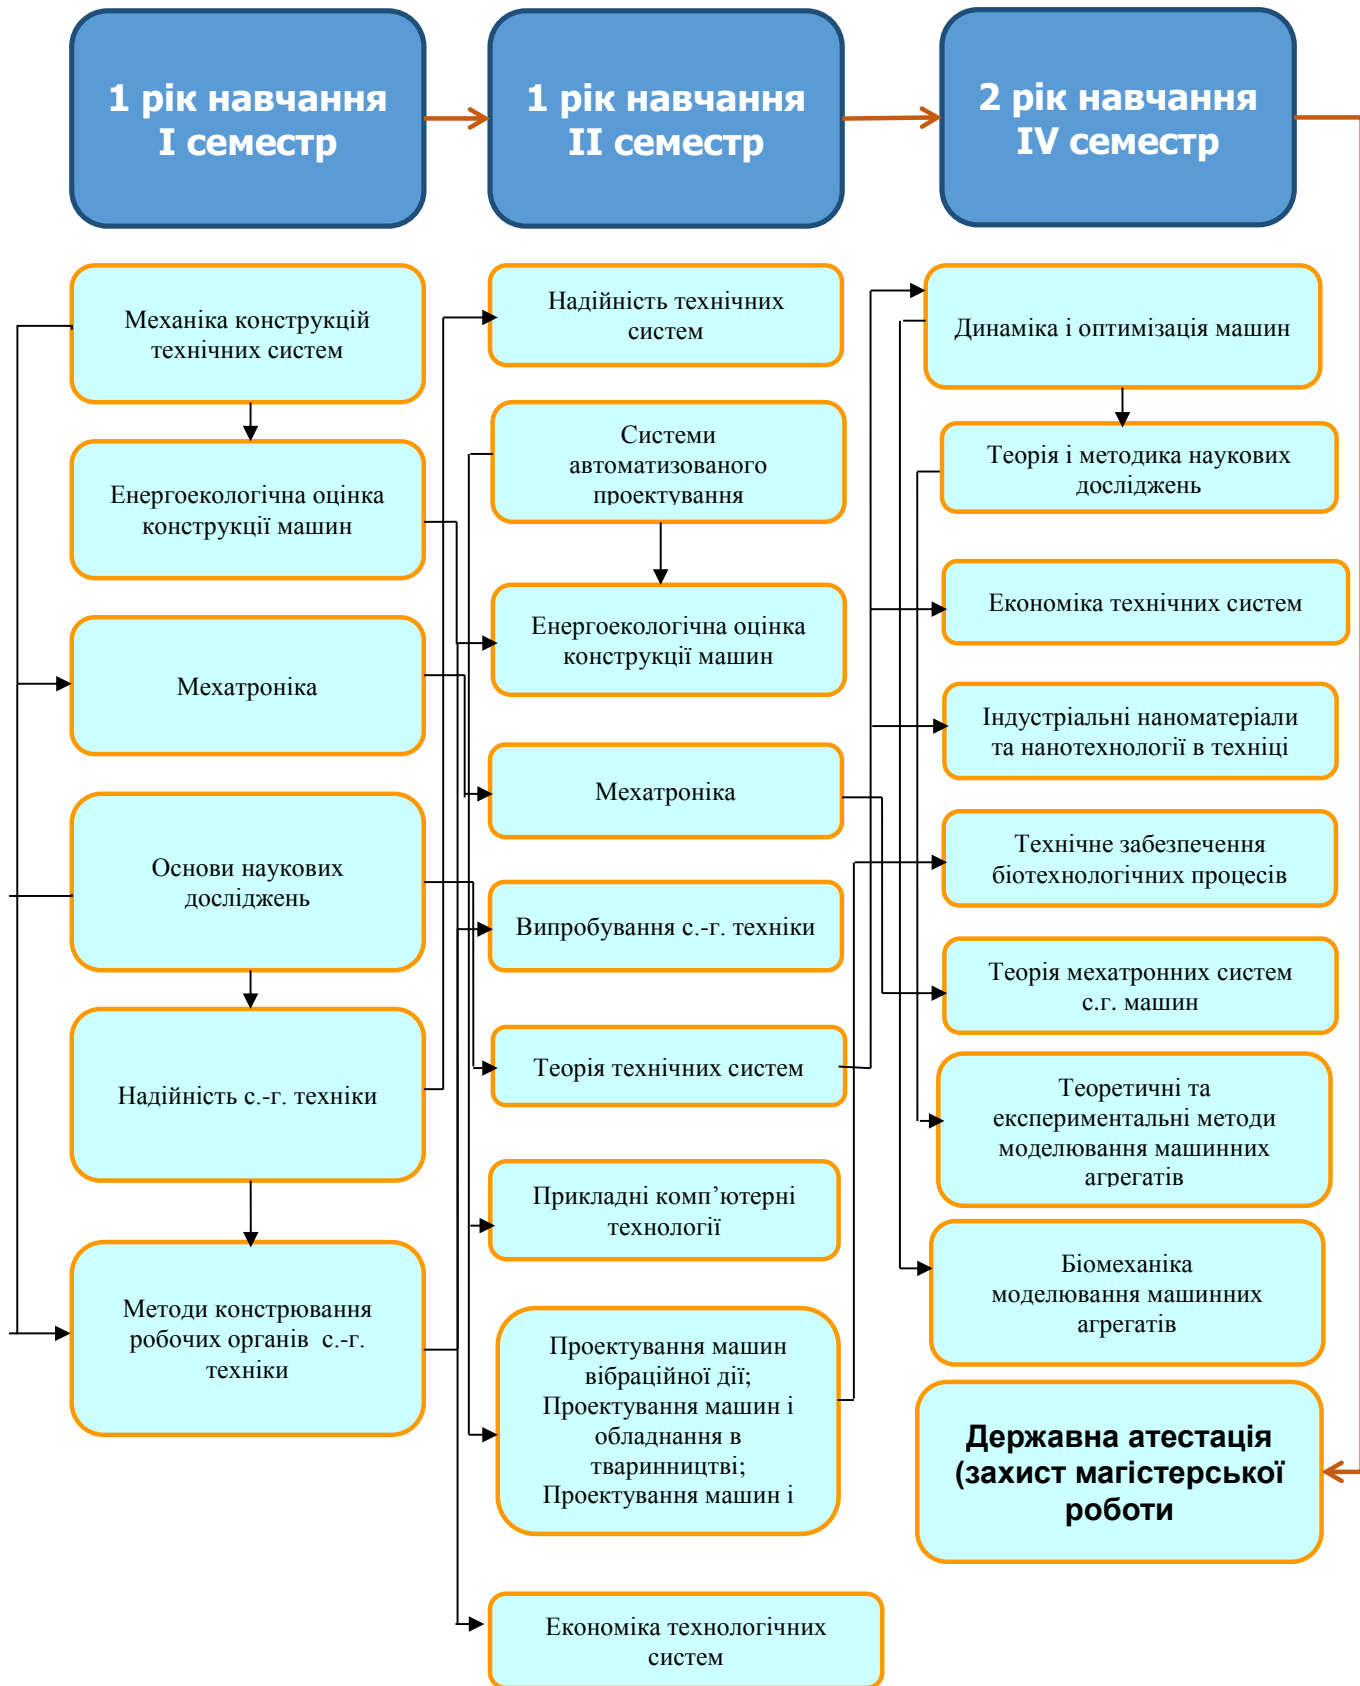 1 рік навчання
I семестр
1 рік навчання
II семестр
2 рік навчання
IV семестр
Механіка конструкцій
технічних систем
Енергоекологічна оцінка
конструкції машин
Мехатроніка
Основи наукових
досліджень
Надійність с.-г. техніки
Методи констрювання
робочих органів с.-г.
техніки
Надійність технічних
систем
Системи
автоматизованого
проектування
Енергоекологічна оцінка
конструкції машин
Мехатроніка
Випробування с.-г. техніки
Теорія технічних систем
Прикладні комп’ютерні
технології
Проектування машин
вібраційної дії;
Проектування машин і
обладнання в
тваринництві;
Проектування машин і
Економіка технологічних
систем
Динаміка і оптимізація машин
Теорія і методика наукових
досліджень
Економіка технічних систем
Індустріальні наноматеріали
та нанотехнології в техніці
Технічне забезпечення
біотехнологічних процесів
Теорія мехатронних систем
с.г. машин
Теоретичні та
експериментальні методи
моделювання машинних
агрегатів
Біомеханіка
моделювання машинних
агрегатів
Державна атестація
(захист магістерської
роботи